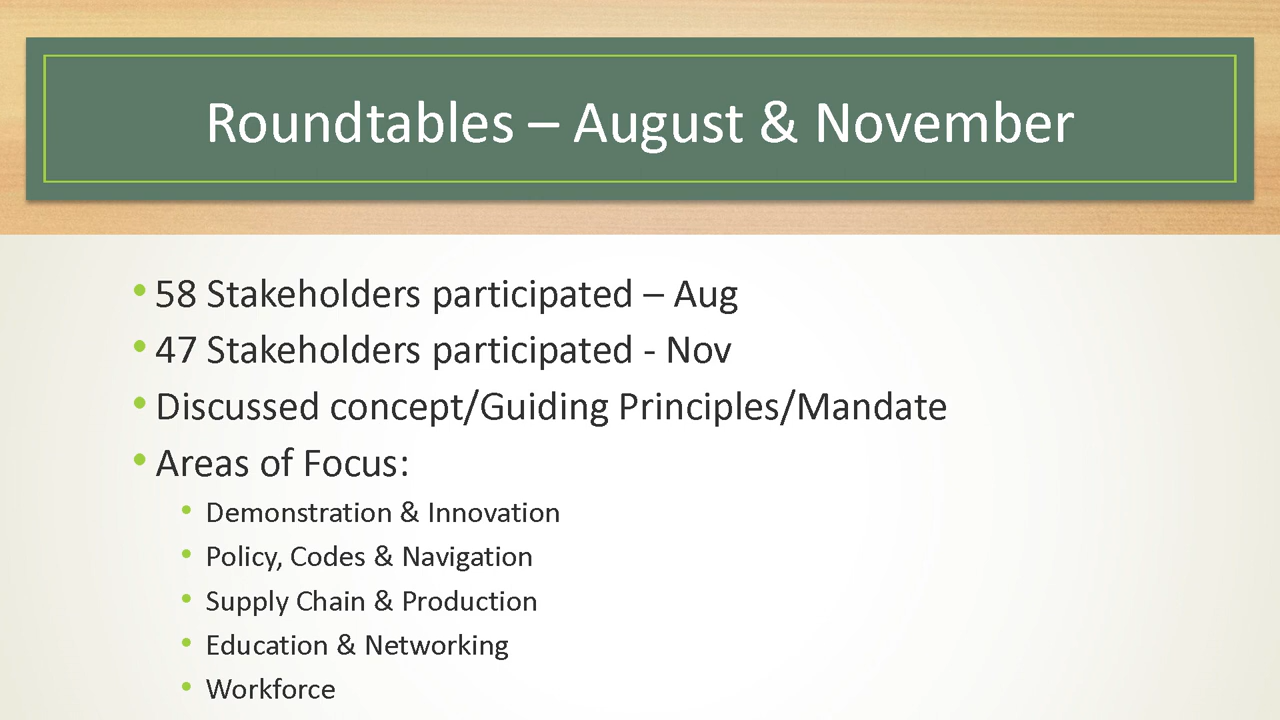 Roundtables – August & November
• 58 Stakeholders participated – Aug
• 47 Stakeholders participated - Nov
• Discussed concept/Guiding Principles/Mandate
• Areas of Focus:
• Demonstration & Innovation
• Policy, Codes & Navigation
• Supply Chain & Production
• Education & Networking
• Workforce